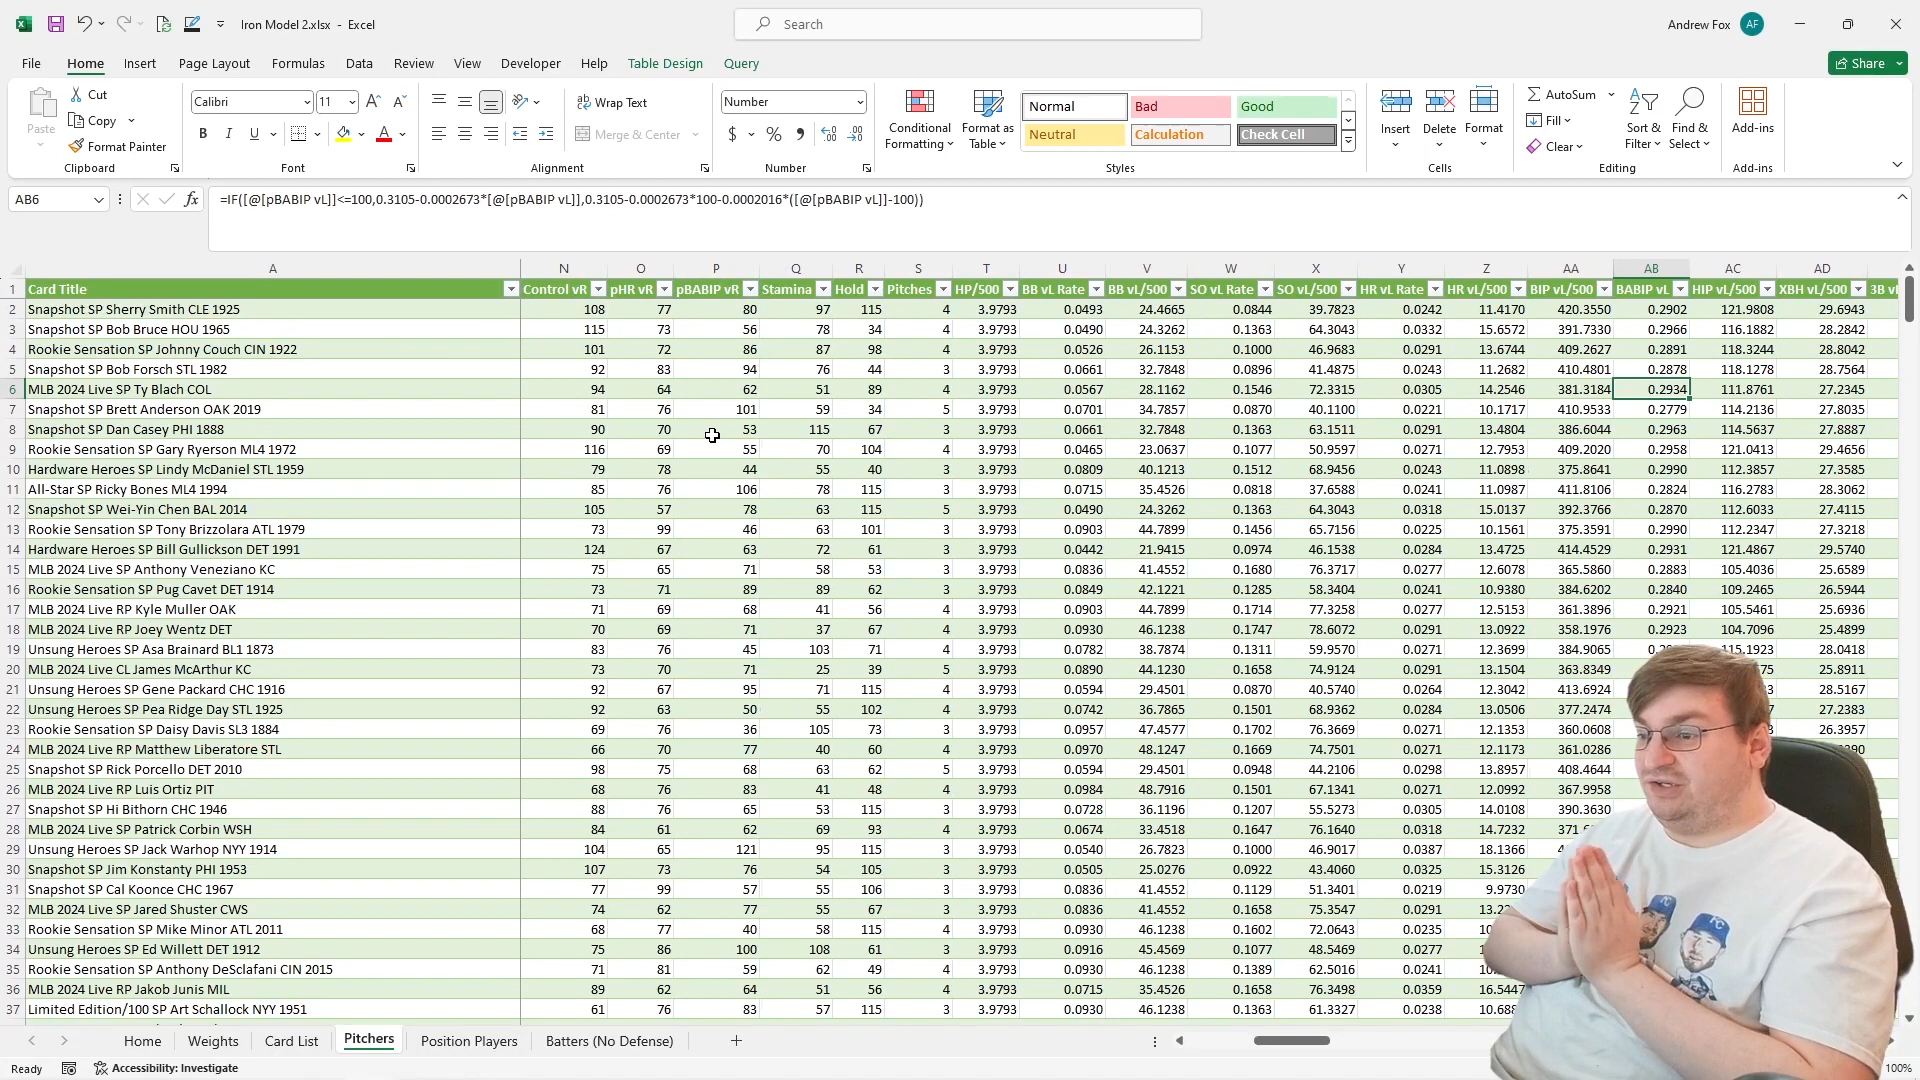 Iron Model 2.xlsx - Excel
Search
Andrew Fox AF
File Home Insert Page Layout Formulas Data Review View Developer Help Table Design Query Share
Paste Cut Copy Format Painter Clipboard
Calibri 11 B I U Font
Wrap Text Merge & Center Alignment
Number $ % Number
Conditional Formatting Format as Table Normal Bad Good Neutral Calculation Check Cell Styles
Insert Delete Format Cells
AutoSum Fill Clear Sort & Filter Find & Select Editing
Add-ins Add-ins
AB6 fx =IF([@[pBABIP vL]]<=100,0.3105-0.0002673*[@[pBABIP vL]],0.3105-0.0002673*100-0.0002016*([@[pBABIP vL]]-100))
A N O P Q R S T U V W X Y Z AA AB AC AD
1 Card Title Control vR pHR vR pBABIP vR Stamina Hold Pitches HP/500 BB vL Rate BB vL/500 SO vL Rate SO vL/500 HR vL Rate HR vL/500 BIP vL/500 BABIP vL HIP vL/500 XBH vL/500 3B vL
2 Snapshot SP Sherry Smith CLE 1925 108 77 80 97 115 4 3.9793 0.0493 24.4665 0.0844 39.7823 0.0242 11.4170 420.3550 0.2902 121.9808 29.6943
3 Snapshot SP Bob Bruce HOU 1965 115 73 56 78 34 4 3.9793 0.0490 24.3262 0.1363 64.3043 0.0332 15.6572 391.7330 0.2966 116.1882 28.2842
4 Rookie Sensation SP Johnny Couch CIN 1922 101 72 86 87 98 4 3.9793 0.0526 26.1153 0.1000 46.9683 0.0291 13.6744 409.2627 0.2891 118.3244 28.8042
5 Snapshot SP Bob Forsch STL 1982 92 83 94 76 44 3 3.9793 0.0661 32.7848 0.0896 41.4875 0.0243 11.2682 410.4801 0.2878 118.1278 28.7564
6 MLB 2024 Live SP Ty Blach COL 94 64 62 51 89 4 3.9793 0.0567 28.1162 0.1546 72.3315 0.0305 14.2546 381.3184 0.2934 111.8761 27.2345
7 Snapshot SP Brett Anderson OAK 2019 81 76 101 59 34 5 3.9793 0.0701 34.7857 0.0870 40.1100 0.0221 10.1717 410.9533 0.2779 114.2136 27.8035
8 Snapshot SP Dan Casey PHI 1888 90 70 53 115 67 3 3.9793 0.0661 32.7848 0.1363 63.1511 0.0291 13.4804 386.6044 0.2963 114.5637 27.8887
9 Rookie Sensation SP Gary Ryerson ML4 1972 116 69 55 70 104 4 3.9793 0.0465 23.0637 0.1077 50.9597 0.0271 12.7953 409.2020 0.2958 121.0413 29.4656
10 Hardware Heroes SP Lindy McDaniel STL 1959 79 78 44 55 40 3 3.9793 0.0809 40.1213 0.1512 68.9456 0.0243 11.0898 375.8641 0.2990 112.3857 27.3585
11 All-Star SP Ricky Bones ML4 1994 85 76 106 78 115 3 3.9793 0.0715 35.4526 0.0818 37.6588 0.0241 11.0987 411.8106 0.2824 116.2783 28.3062
12 Snapshot SP Wei-Yin Chen BAL 2014 105 57 78 63 115 5 3.9793 0.0490 24.3262 0.1363 64.3043 0.0318 15.0137 392.3766 0.2870 112.6033 27.4115
13 Rookie Sensation SP Tony Brizzolara ATL 1979 73 99 46 63 101 3 3.9793 0.0903 44.7899 0.1456 65.7156 0.0225 10.1561 375.3591 0.2990 112.2347 27.3218
14 Hardware Heroes SP Bill Gullickson DET 1991 124 67 63 72 61 3 3.9793 0.0442 21.9415 0.0974 46.1538 0.0284 13.4725 414.4529 0.2931 121.4867 29.5740
15 MLB 2024 Live SP Anthony Veneziano KC 75 65 71 58 53 3 3.9793 0.0836 41.4552 0.1680 76.3717 0.0277 12.6078 365.5860 0.2883 105.4036 25.6589
16 Rookie Sensation SP Pug Cavet DET 1914 73 71 89 89 62 3 3.9793 0.0849 42.1221 0.1285 58.3404 0.0241 10.9380 384.6202 0.2840 109.2465 26.5944
17 MLB 2024 Live RP Kyle Muller OAK 71 69 68 41 56 4 3.9793 0.0903 44.7899 0.1714 77.3258 0.0277 12.5153 361.3896 0.2921 105.5461 25.6936
18 MLB 2024 Live RP Joey Wentz DET 70 69 71 37 67 4 3.9793 0.0930 46.1238 0.1747 78.6072 0.0291 13.0922 358.1976 0.2923 104.7096 25.4899
19 Unsung Heroes SP Asa Brainard BL1 1873 83 76 45 103 71 4 3.9793 0.0782 38.7874 0.1311 59.9570 0.0271 12.3699 384.9065 115.1923 28.0418
20 MLB 2024 Live CL James McArthur KC 73 70 71 25 39 5 3.9793 0.0890 44.1230 0.1658 74.9124 0.0291 13.1504 363.8349 25.8911
21 Unsung Heroes SP Gene Packard CHC 1916 92 67 95 71 115 4 3.9793 0.0594 29.4501 0.0870 40.5740 0.0264 12.3042 413.6924 28.5167
22 Unsung Heroes SP Pea Ridge Day STL 1925 92 63 50 55 102 4 3.9793 0.0742 36.7865 0.1501 68.9362 0.0284 13.0506 377.2474 27.2383
23 Rookie Sensation SP Daisy Davis SL3 1884 69 76 36 105 73 3 3.9793 0.0957 47.4577 0.1702 76.3669 0.0271 12.1353 360.0608 26.3957
24 MLB 2024 Live RP Matthew Liberatore STL 66 70 77 40 60 4 3.9793 0.0970 48.1247 0.1669 74.7501 0.0271 12.1173 361.0286
25 Snapshot SP Rick Porcello DET 2010 98 75 68 63 62 5 3.9793 0.0594 29.4501 0.0948 44.2106 0.0298 13.8957 408.4644
26 MLB 2024 Live RP Luis Ortiz PIT 68 76 83 41 48 4 3.9793 0.0984 48.7916 0.1501 67.1341 0.0271 12.0992 367.9958
27 Snapshot SP Hi Bithorn CHC 1946 88 76 65 53 115 3 3.9793 0.0728 36.1196 0.1207 55.5273 0.0305 14.0108 390.3630
28 MLB 2024 Live SP Patrick Corbin WSH 84 61 62 69 93 4 3.9793 0.0674 33.4518 0.1647 76.1640 0.0318 14.7232
29 Unsung Heroes SP Jack Warhop NYY 1914 104 65 121 95 115 3 3.9793 0.0540 26.7823 0.1000 46.9017 0.0387 18.1366
30 Snapshot SP Jim Konstanty PHI 1953 107 73 76 54 105 3 3.9793 0.0505 25.0276 0.0922 43.4060 0.0325 15.3126
31 Snapshot SP Cal Koonce CHC 1967 77 99 57 55 106 3 3.9793 0.0836 41.4552 0.1129 51.3401 0.0219 9.9730
32 MLB 2024 Live SP Jared Shuster CWS 74 62 77 55 67 3 3.9793 0.0836 41.4552 0.1658 75.3547 0.0291
33 Rookie Sensation SP Mike Minor ATL 2011 68 77 40 58 115 4 3.9793 0.0930 46.1238 0.1602 72.0643 0.0235
34 Unsung Heroes SP Ed Willett DET 1912 75 86 100 108 61 3 3.9793 0.0916 45.4569 0.1077 48.5469 0.0277
35 Rookie Sensation SP Anthony DeSclafani CIN 2015 71 81 59 62 49 4 3.9793 0.0930 46.1238 0.1389 62.5016 0.0241
36 MLB 2024 Live RP Jakob Junis MIL 89 62 64 51 56 4 3.9793 0.0715 35.4526 0.1658 76.3498 0.0359 16.5447
37 Limited Edition/100 SP Art Schallock NYY 1951 61 76 83 57 115 3 3.9793 0.0930 46.1238 0.1363 61.3327 0.0238
Home Weights Card List Pitchers Position Players Batters (No Defense)
Ready Accessibility: Investigate 100%